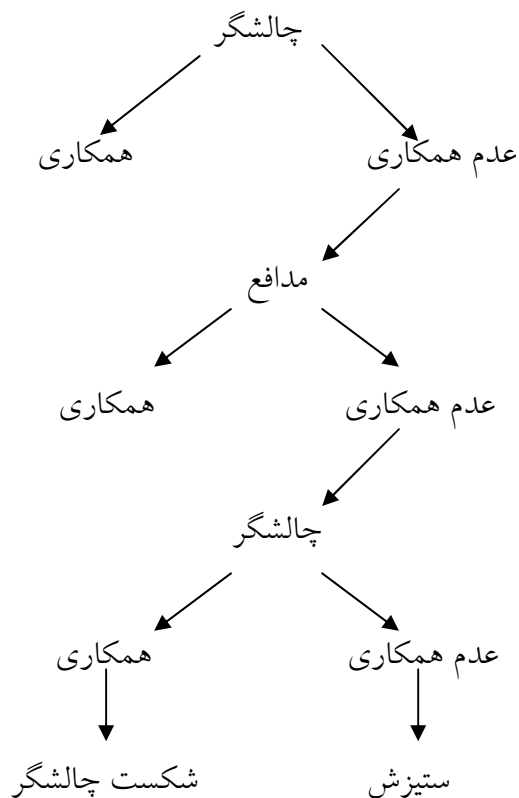 چالشگر
عدم همکاری
همکاری
مدافع
عدم همکاری
همکاری
چالشگر
عدم همکاری
همکاری
ستیزش
شکست چالشگر